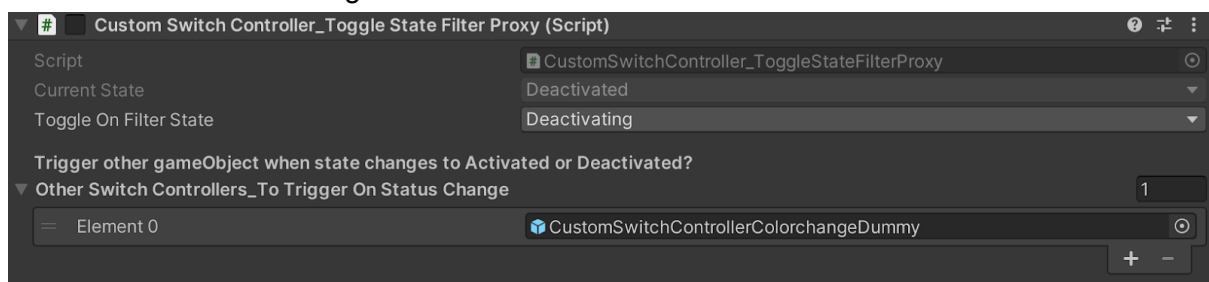 # Custom Switch Controller_Toggle State Filter Proxy (Script)
Script # CustomSwitchController_ToggleStateFilterProxy
Current State Deactivated
Toggle On Filter State Deactivating
Trigger other gameObject when state changes to Activated or Deactivated?
Other Switch Controllers_To Trigger On Status Change 1
Element 0 CustomSwitchControllerColorchangeDummy
+ −